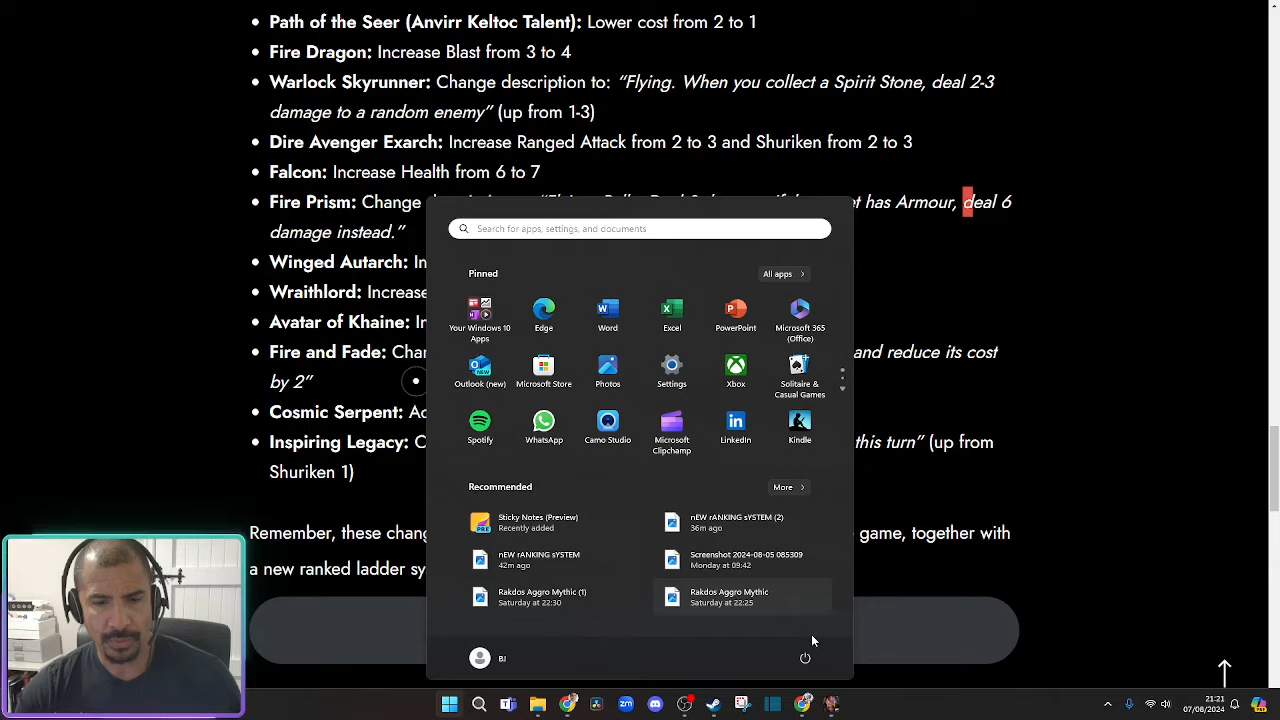 Path of the Seer (Anvirr Keltoc Talent): Lower cost from 2 to 1
Fire Dragon: Increase Blast from 3 to 4
Warlock Skyrunner: Change description to: “Flying. When you collect a Spirit Stone, deal 2-3
damage to a random enemy” (up from 1-3)
Dire Avenger Exarch: Increase Ranged Attack from 2 to 3 and Shuriken from 2 to 3
Falcon: Increase Health from 6 to 7
Fire Prism: Change has Armour, deal 6
damage instead.”
Winged Autarch: In
Wraithlord: Increase
Avatar of Khaine: In
Fire and Fade: Chan and reduce its cost
by 2”
Cosmic Serpent: Ad
Inspiring Legacy: C this turn” (up from
Shuriken 1)
Remember, these chang game, together with
a new ranked ladder sy
Search for apps, settings, and documents
Pinned
All apps
Your Windows 10
Apps
Edge
Word
Excel
PowerPoint
Microsoft 365
(Office)
Outlook (new)
Microsoft Store
Photos
Settings
Xbox
Solitaire &
Casual Games
Spotify
WhatsApp
Camo Studio
Microsoft
Clipchamp
LinkedIn
Kindle
Recommended
More
Sticky Notes (Preview)
Recently added
nEW rANKING sYSTEM (2)
36m ago
nEW rANKING sYSTEM
42m ago
Screenshot 2024-08-05 085309
Monday at 09:42
Rakdos Aggro Mythic (1)
Saturday at 22:30
Rakdos Aggro Mythic
Saturday at 22:25
BJ
21:21
07/08/2024